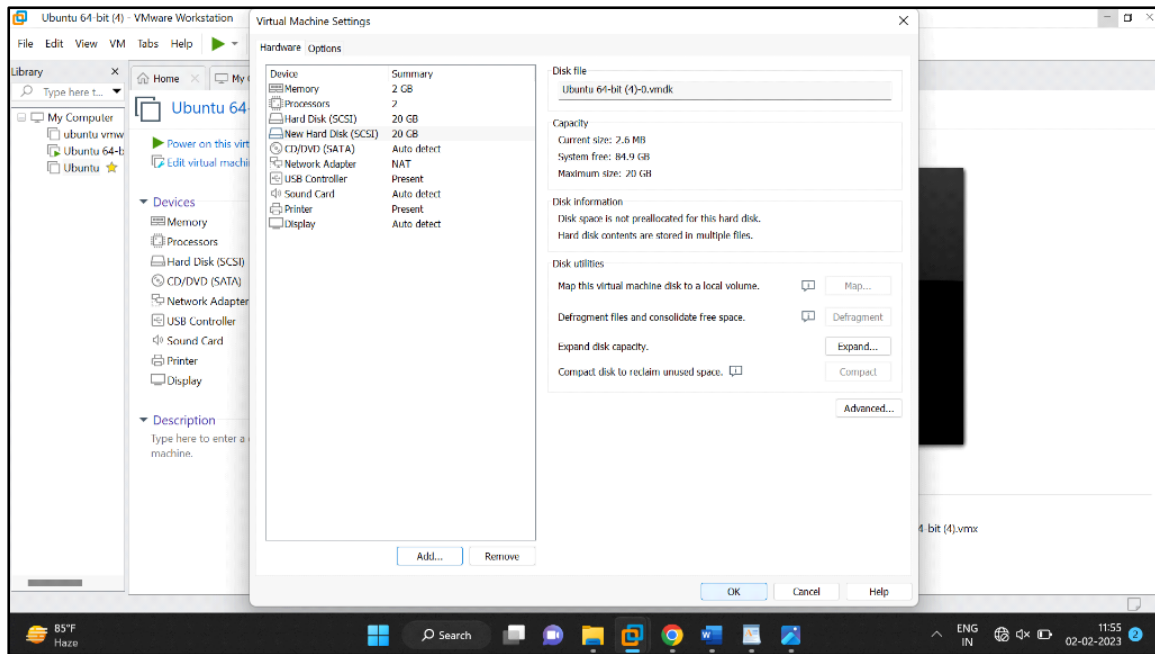 Ubuntu 64-bit (4) - VMware Workstation
File Edit View VM Tabs Help
Library
Type here t...
My Computer
ubuntu vmw
Ubuntu 64-b
Ubuntu
Home
My
Ubuntu 64-
Power on this virt
Edit virtual machi
Devices
Memory
Processors
Hard Disk (SCSI)
CD/DVD (SATA)
Network Adapter
USB Controller
Sound Card
Printer
Display
Description
Type here to enter a
machine.
Virtual Machine Settings
Hardware Options
Device Summary
Memory 2 GB
Processors 2
Hard Disk (SCSI) 20 GB
New Hard Disk (SCSI) 20 GB
CD/DVD (SATA) Auto detect
Network Adapter NAT
USB Controller Present
Sound Card Auto detect
Printer Present
Display Auto detect
Add... Remove
Disk file
Ubuntu 64-bit (4)-0.vmdk
Capacity
Current size: 2.6 MB
System free: 84.9 GB
Maximum size: 20 GB
Disk information
Disk space is not preallocated for this hard disk.
Hard disk contents are stored in multiple files.
Disk utilities
Map this virtual machine disk to a local volume. Map...
Defragment files and consolidate free space. Defragment
Expand disk capacity. Expand...
Compact disk to reclaim unused space. Compact
Advanced...
OK Cancel Help
4-bit (4).vmx
85°F
Haze
Search
ENG
IN
11:55
02-02-2023
2